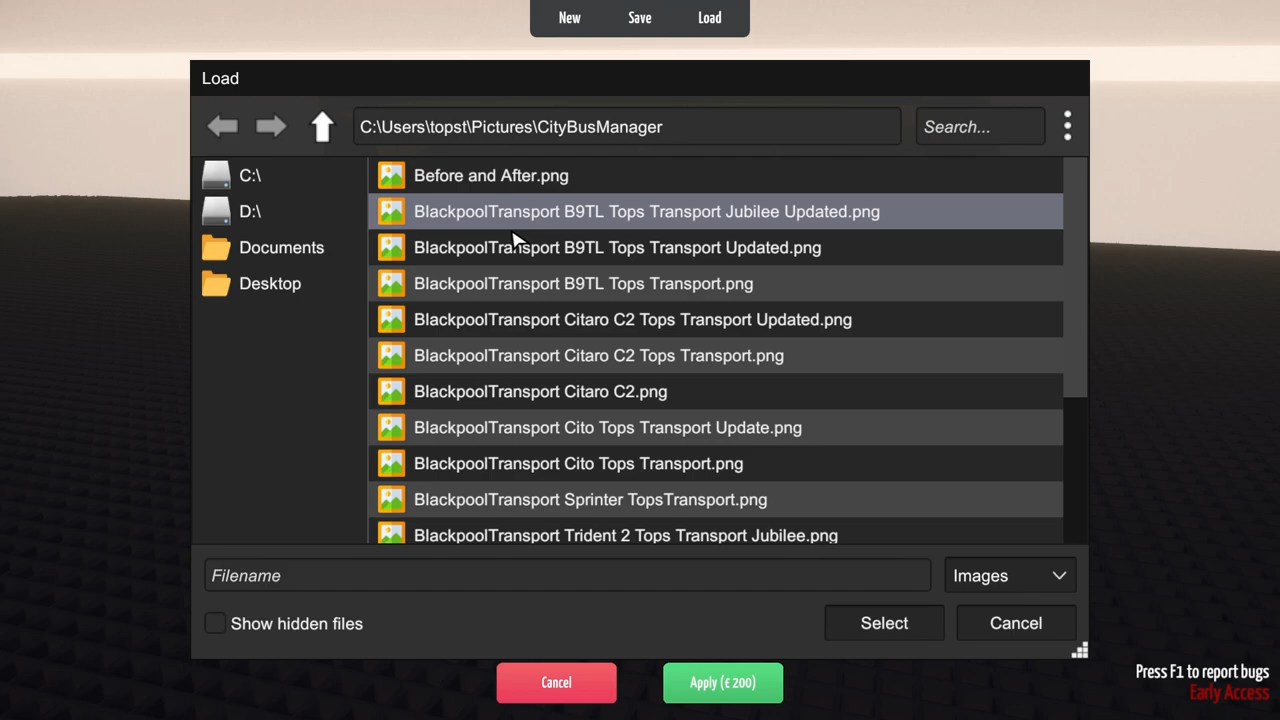 New Save Load
Load
C:\Users\topst\Pictures\CityBusManager
Search...
C:\
D:\
Documents
Desktop
Before and After.png
BlackpoolTransport B9TL Tops Transport Jubilee Updated.png
BlackpoolTransport B9TL Tops Transport Updated.png
BlackpoolTransport B9TL Tops Transport.png
BlackpoolTransport Citaro C2 Tops Transport Updated.png
BlackpoolTransport Citaro C2 Tops Transport.png
BlackpoolTransport Citaro C2.png
BlackpoolTransport Cito Tops Transport Update.png
BlackpoolTransport Cito Tops Transport.png
BlackpoolTransport Sprinter TopsTransport.png
BlackpoolTransport Trident 2 Tops Transport Jubilee.png
Filename
Images
Show hidden files
Select
Cancel
Cancel
Apply (£ 200)
Press F1 to report bugs
Early Access